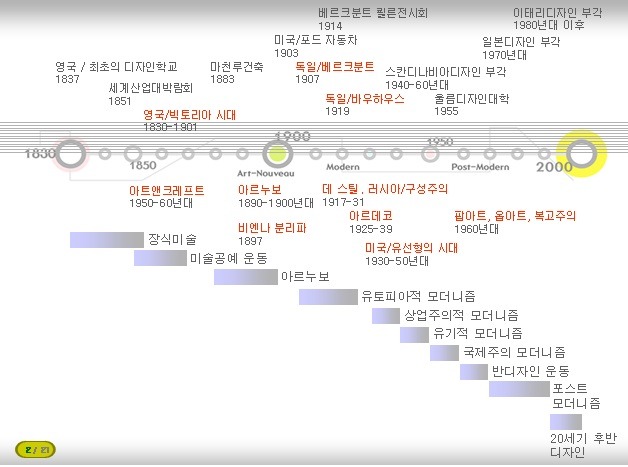 베르크분트 쾰른전시회
1914
이태리디자인 부각
1980년대 이후
미국/포드 자동차
1903
일본디자인 부각
1970년대
영국 / 최초의 디자인학교
1837
마천루건축
1883
독일/베르크분트
1907
스칸디나비아디자인 부각
1940-60년대
세계산업대박람회
1851
독일/바우하우스
1919
울름디자인대학
1955
영국/빅토리아 시대
1830-1901
1830
1850
1900
1950
2000
Art-Nouveau
Modern
Post-Modern
아트앤크레프트
1950-60년대
아르누보
1890-1900년대
데 스틸, 러시아/구성주의
1917-31
비엔나 분리파
1897
아르데코
1925-39
팝아트, 옵아트, 복고주의
1960년대
미국/유선형의 시대
1930-50년대
장식미술
미술공예 운동
아르누보
유토피아적 모더니즘
상업주의적 모더니즘
유기적 모더니즘
국제주의 모더니즘
반디자인 운동
포스트
모더니즘
20세기 후반
디자인